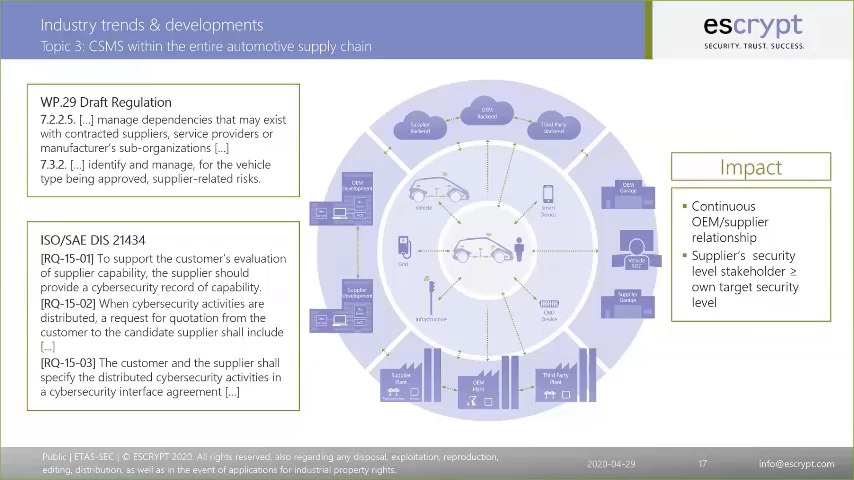 Industry trends & developments
Topic 3: CSMS within the entire automotive supply chain
escrypt
SECURITY. TRUST. SUCCESS.
WP.29 Draft Regulation
7.2.2.5. […] manage dependencies that may exist
with contracted suppliers, service providers or
manufacturer's sub-organizations […]
7.3.2. […] identify and manage, for the vehicle
type being approved, supplier-related risks.
ISO/SAE DIS 21434
[RQ-15-01] To support the customer's evaluation
of supplier capability, the supplier should
provide a cybersecurity record of capability.
[RQ-15-02] When cybersecurity activities are
distributed, a request for quotation from the
customer to the candidate supplier shall include
[…]
[RQ-15-03] The customer and the supplier shall
specify the distributed cybersecurity activities in
a cybersecurity interface agreement […]
Supplier
Backend
OEM
Backend
Third Party
Backend
OEM
Development
Supplier
Development
Vehicle
Smart
Device
Grid
Infrastructure
OBD
Device
OEM
Garage
Vehicle
SOC
Supplier
Garage
Supplier
Plant
OEM
Plant
Third Party
Plant
Impact
▪ Continuous
OEM/supplier
relationship
▪ Supplier's security
level stakeholder ≥
own target security
level
Public | ETAS-SEC | © ESCRYPT 2020. All rights reserved, also regarding any disposal, exploitation, reproduction,
editing, distribution, as well as in the event of applications for industrial property rights.
2020-04-29
17
info@escrypt.com